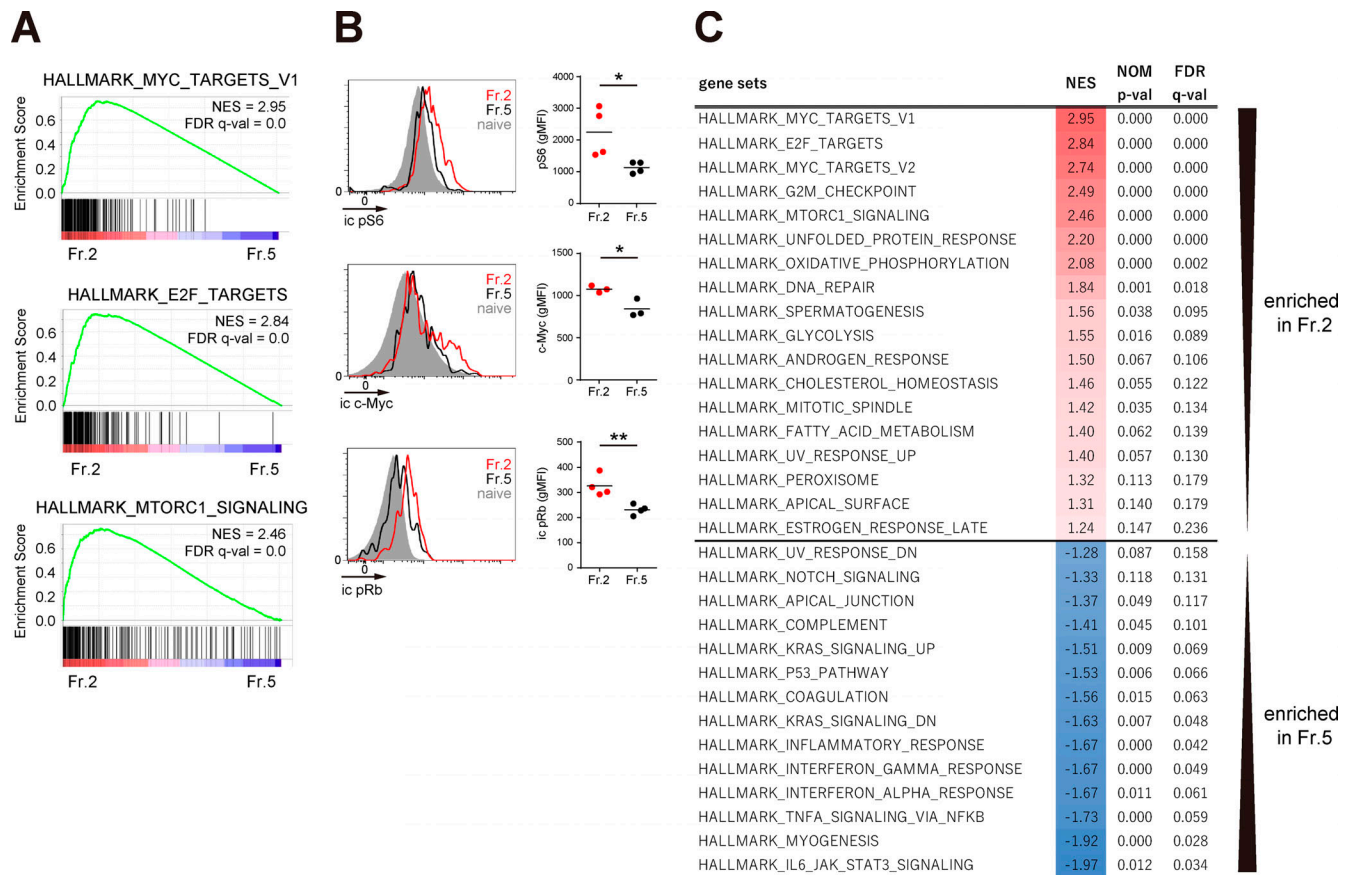 A
HALLMARK_MYC_TARGETS_V1
Enrichment Score
0.6
0.4
0.2
0.0
NES = 2.95
FDR q-val = 0.0
Fr.2 Fr.5
HALLMARK_E2F_TARGETS
Enrichment Score
0.6
0.4
0.2
0.0
NES = 2.84
FDR q-val = 0.0
Fr.2 Fr.5
HALLMARK_MTORC1_SIGNALING
Enrichment Score
0.6
0.4
0.2
0.0
NES = 2.46
FDR q-val = 0.0
Fr.2 Fr.5
B
Fr.2
Fr.5
naive
0
0
ic pS6
pS6 (gMFI)
4000
3000
2000
1000
0
*
Fr.2 Fr.5
Fr.2
Fr.5
naive
0
0
ic c-Myc
c-Myc (gMFI)
1500
1000
500
0
*
Fr.2 Fr.5
Fr.2
Fr.5
naive
0
0
ic pRb
ic pRb (gMFI)
500
400
300
200
100
0
**
Fr.2 Fr.5
C
gene sets NES NOM p-val FDR q-val
HALLMARK_MYC_TARGETS_V1 2.95 0.000 0.000
HALLMARK_E2F_TARGETS 2.84 0.000 0.000
HALLMARK_MYC_TARGETS_V2 2.74 0.000 0.000
HALLMARK_G2M_CHECKPOINT 2.49 0.000 0.000
HALLMARK_MTORC1_SIGNALING 2.46 0.000 0.000
HALLMARK_UNFOLDED_PROTEIN_RESPONSE 2.20 0.000 0.000
HALLMARK_OXIDATIVE_PHOSPHORYLATION 2.08 0.000 0.002
HALLMARK_DNA_REPAIR 1.84 0.001 0.018
HALLMARK_SPERMATOGENESIS 1.56 0.038 0.095
HALLMARK_GLYCOLYSIS 1.55 0.016 0.089
HALLMARK_ANDROGEN_RESPONSE 1.50 0.067 0.106
HALLMARK_CHOLESTEROL_HOMEOSTASIS 1.46 0.055 0.122
HALLMARK_MITOTIC_SPINDLE 1.42 0.035 0.134
HALLMARK_FATTY_ACID_METABOLISM 1.40 0.062 0.139
HALLMARK_UV_RESPONSE_UP 1.40 0.057 0.130
HALLMARK_PEROXISOME 1.32 0.113 0.179
HALLMARK_APICAL_SURFACE 1.31 0.140 0.179
HALLMARK_ESTROGEN_RESPONSE_LATE 1.24 0.147 0.236
HALLMARK_UV_RESPONSE_DN -1.28 0.087 0.158
HALLMARK_NOTCH_SIGNALING -1.33 0.118 0.131
HALLMARK_APICAL_JUNCTION -1.37 0.049 0.117
HALLMARK_COMPLEMENT -1.41 0.045 0.101
HALLMARK_KRAS_SIGNALING_UP -1.51 0.009 0.069
HALLMARK_P53_PATHWAY -1.53 0.006 0.066
HALLMARK_COAGULATION -1.56 0.015 0.063
HALLMARK_KRAS_SIGNALING_DN -1.63 0.007 0.048
HALLMARK_INFLAMMATORY_RESPONSE -1.67 0.000 0.042
HALLMARK_INTERFERON_GAMMA_RESPONSE -1.67 0.000 0.049
HALLMARK_INTERFERON_ALPHA_RESPONSE -1.67 0.011 0.061
HALLMARK_TNFA_SIGNALING_VIA_NFKB -1.73 0.000 0.059
HALLMARK_MYOGENESIS -1.92 0.000 0.028
HALLMARK_IL6_JAK_STAT3_SIGNALING -1.97 0.012 0.034
enriched
in Fr.2
enriched
in Fr.5